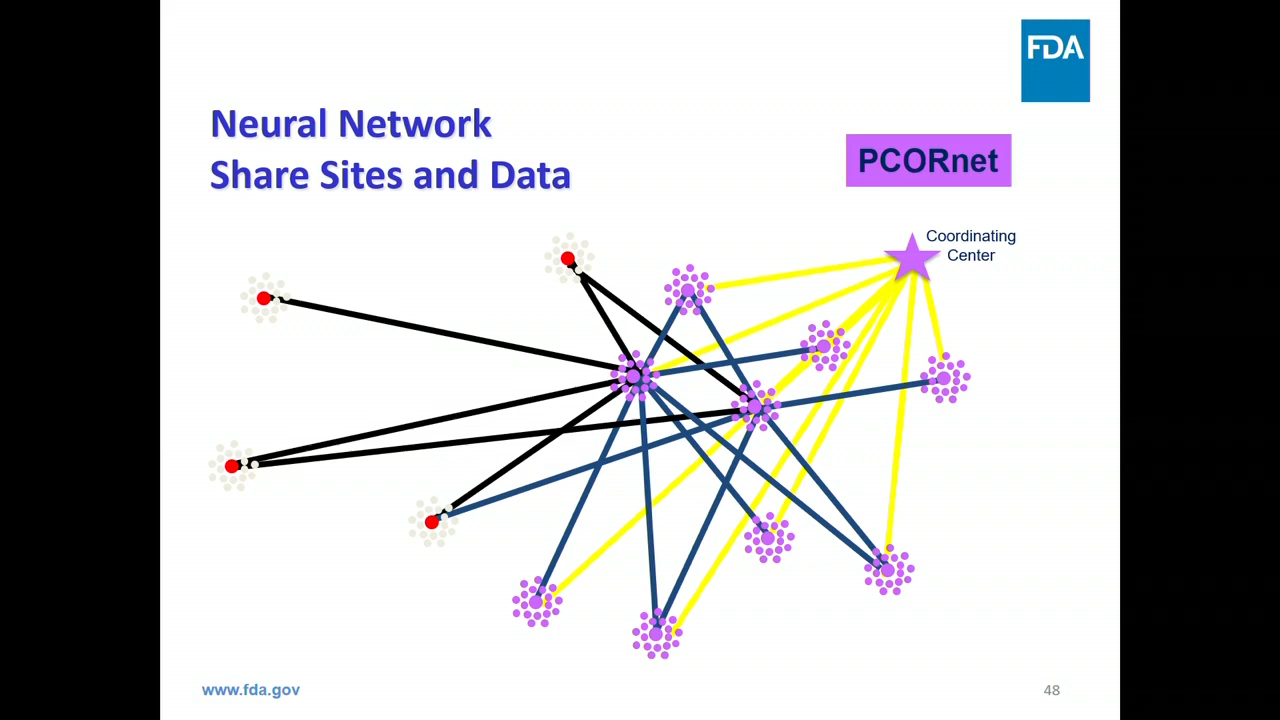 FDA
Neural Network
Share Sites and Data
PCORnet
Coordinating
Center
www.fda.gov
48